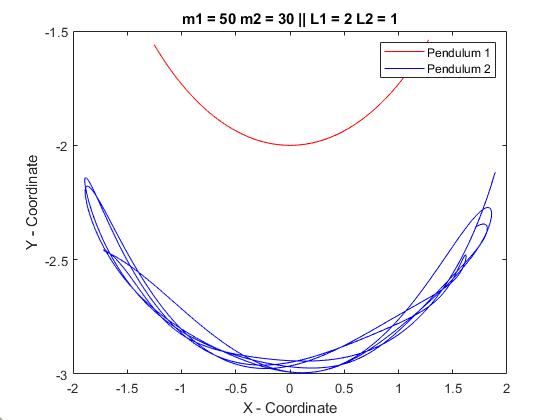 m1 = 50 m2 = 30 || L1 = 2 L2 = 1
-1.5
Pendulum 1
Pendulum 2
-2
Y - Coordinate
-2.5
-3
-2 -1.5 -1 -0.5 0 0.5 1 1.5 2
X - Coordinate